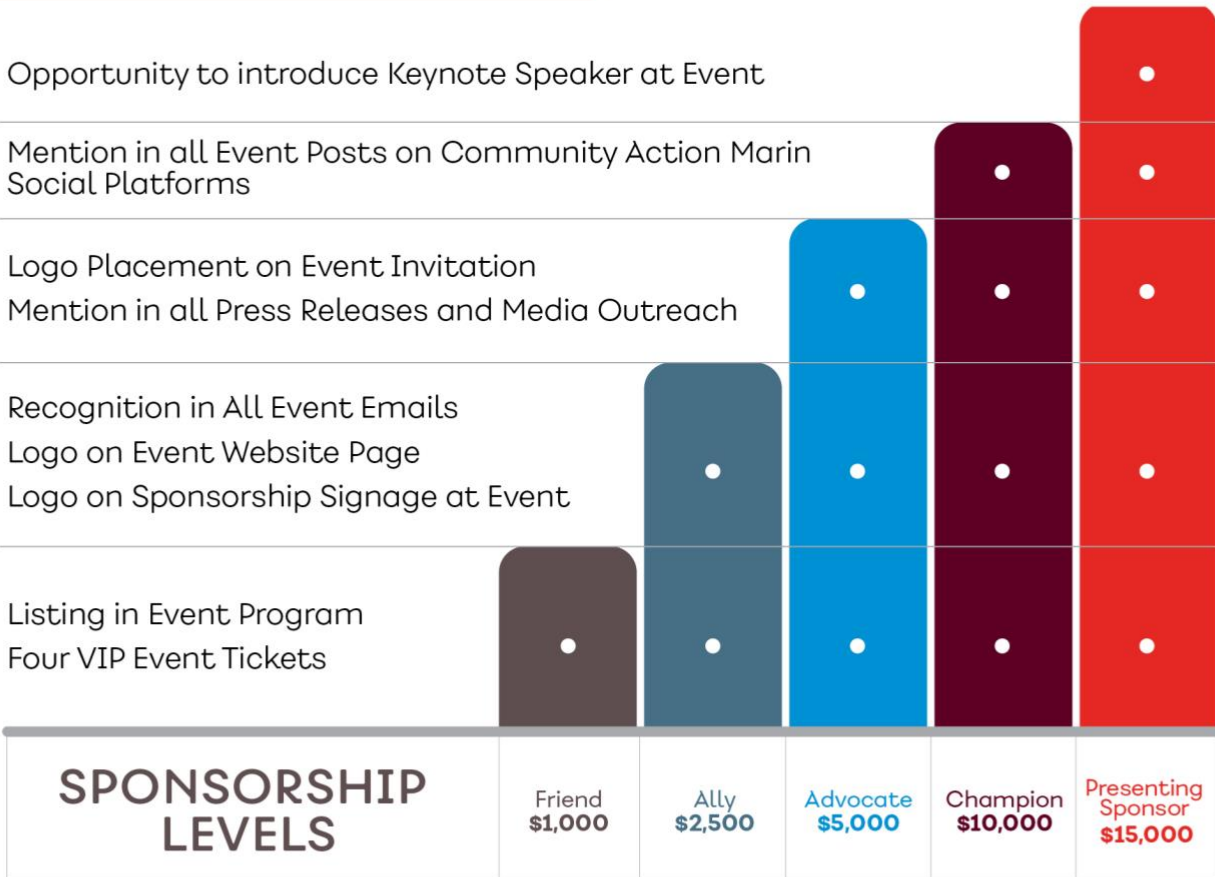 Opportunity to introduce Keynote Speaker at Event
Mention in all Event Posts on Community Action Marin
Social Platforms
Logo Placement on Event Invitation
Mention in all Press Releases and Media Outreach
Recognition in All Event Emails
Logo on Event Website Page
Logo on Sponsorship Signage at Event
Listing in Event Program
Four VIP Event Tickets
SPONSORSHIP
LEVELS
Friend
$1,000
Ally
$2,500
Advocate
$5,000
Champion
$10,000
Presenting
Sponsor
$15,000